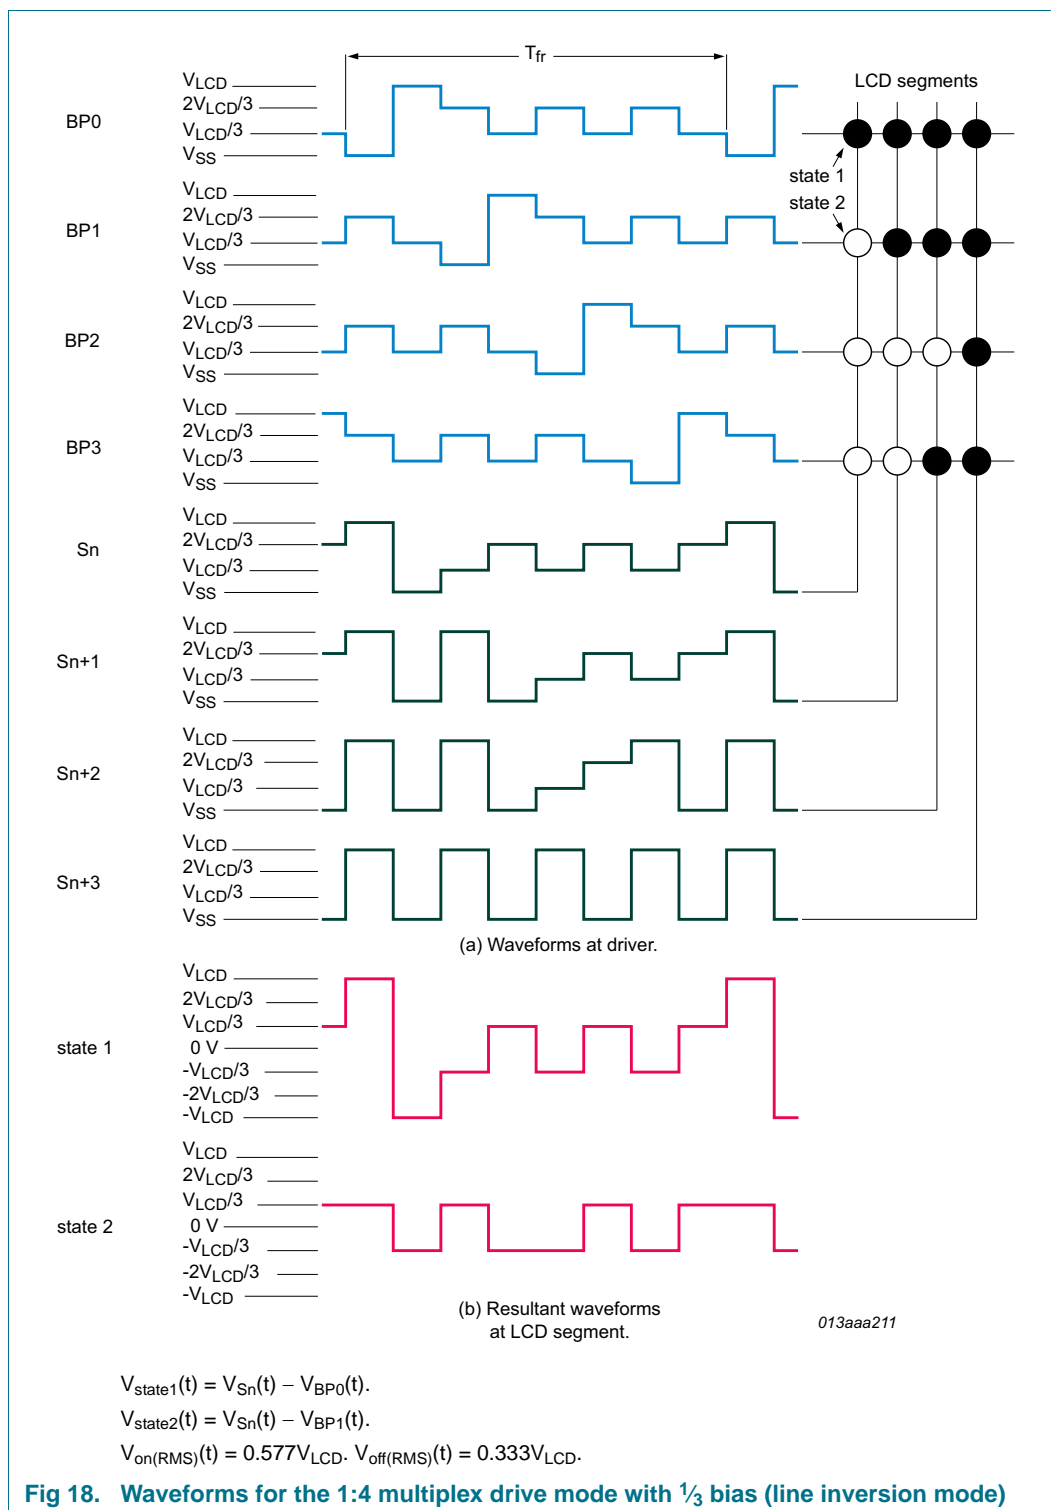 Tfr
LCD segments
BP0
VLCD
2VLCD/3
VLCD/3
VSS
state 1
state 2
BP1
VLCD
2VLCD/3
VLCD/3
VSS
BP2
VLCD
2VLCD/3
VLCD/3
VSS
BP3
VLCD
2VLCD/3
VLCD/3
VSS
Sn
VLCD
2VLCD/3
VLCD/3
VSS
Sn+1
VLCD
2VLCD/3
VLCD/3
VSS
Sn+2
VLCD
2VLCD/3
VLCD/3
VSS
Sn+3
VLCD
2VLCD/3
VLCD/3
VSS
(a) Waveforms at driver.
state 1
VLCD
2VLCD/3
VLCD/3
0 V
-VLCD/3
-2VLCD/3
-VLCD
state 2
VLCD
2VLCD/3
VLCD/3
0 V
-VLCD/3
-2VLCD/3
-VLCD
(b) Resultant waveforms
at LCD segment.
013aaa211
Vstate1(t) = VSn(t) − VBP0(t).
Vstate2(t) = VSn(t) − VBP1(t).
Von(RMS)(t) = 0.577VLCD. Voff(RMS)(t) = 0.333VLCD.
Fig 18. Waveforms for the 1:4 multiplex drive mode with 1⁄3 bias (line inversion mode)